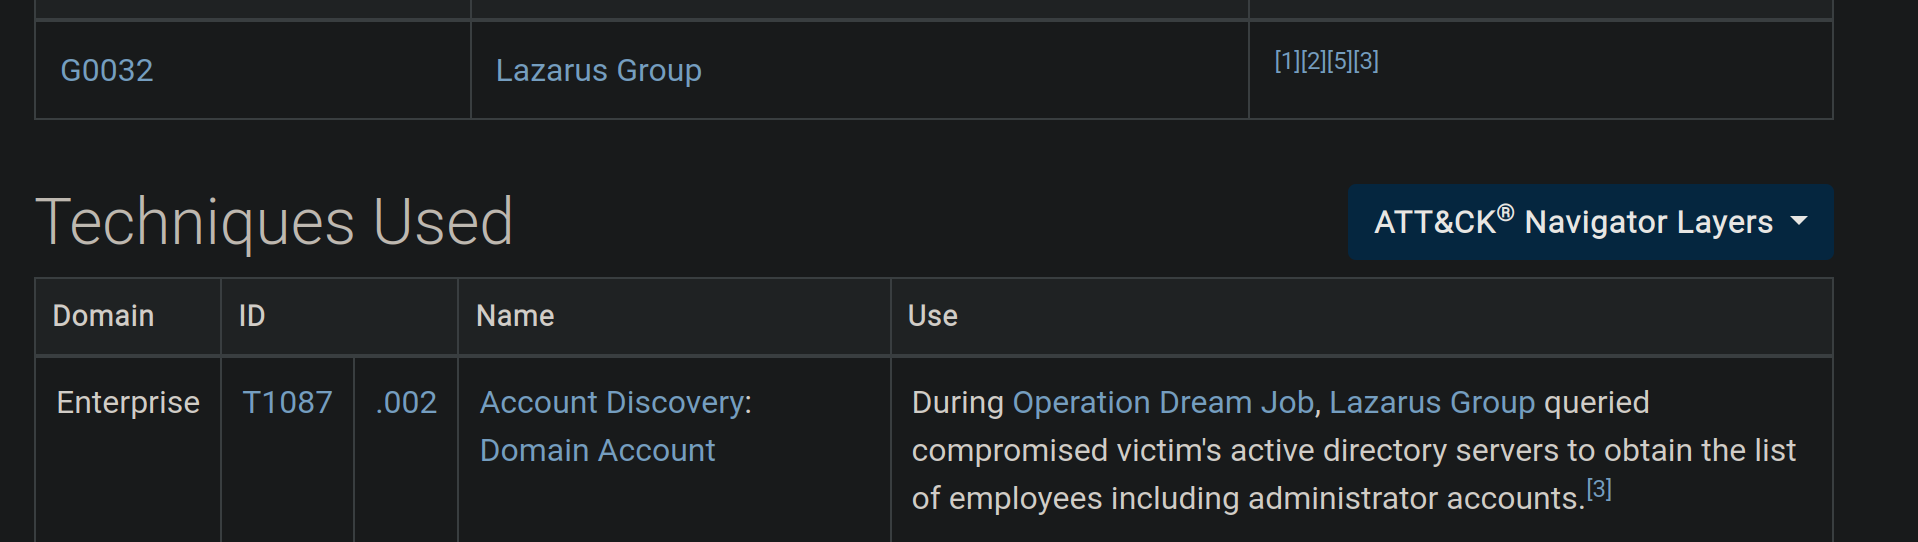 G0032 Lazarus Group [1][2][5][3]
Techniques Used
ATT&CK® Navigator Layers
Domain ID Name Use
Enterprise T1087 .002 Account Discovery: During Operation Dream Job, Lazarus Group queried
Domain Account compromised victim's active directory servers to obtain the list
of employees including administrator accounts.[3]